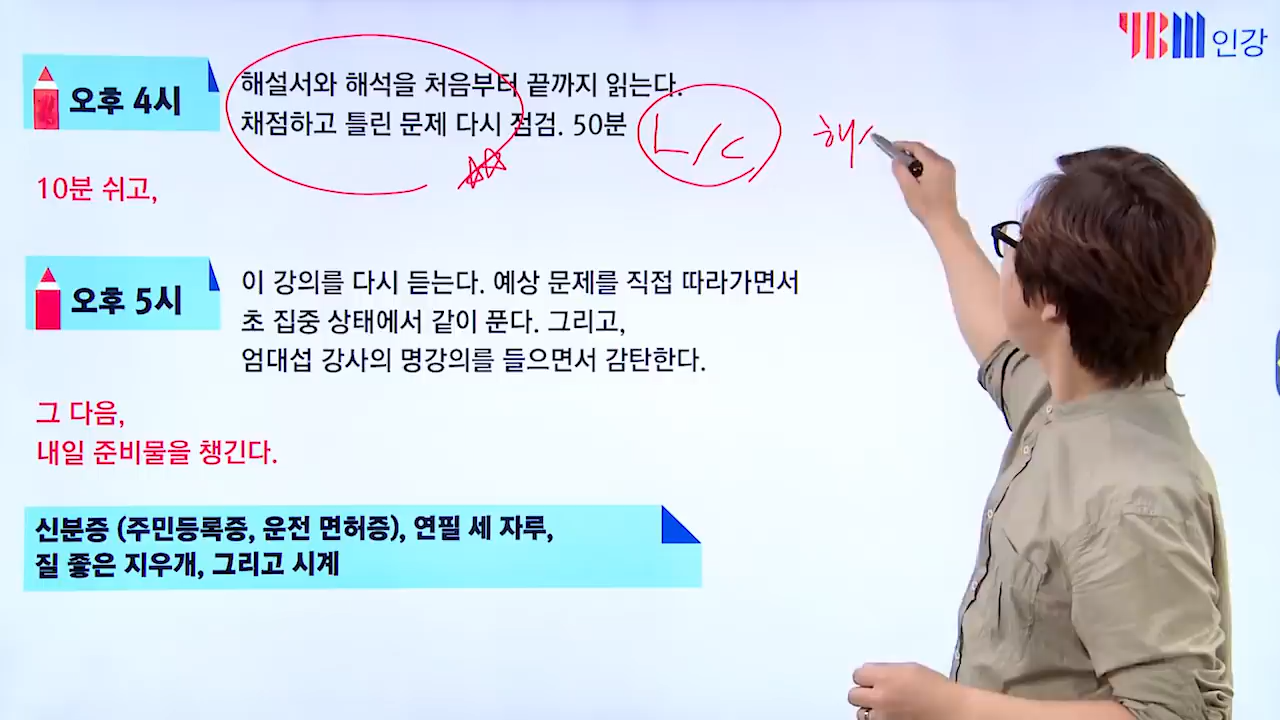 YBM 인강
오후 4시
해설서와 해석을 처음부터 끝까지 읽는다.
채점하고 틀린 문제 다시 점검. 50분
L/C
10분 쉬고,
오후 5시
이 강의를 다시 듣는다. 예상 문제를 직접 따라가면서
초 집중 상태에서 같이 푼다. 그리고,
엄대섭 강사의 명강의를 들으면서 감탄한다.
그 다음,
내일 준비물을 챙긴다.
신분증 (주민등록증, 운전 면허증), 연필 세 자루,
질 좋은 지우개, 그리고 시계